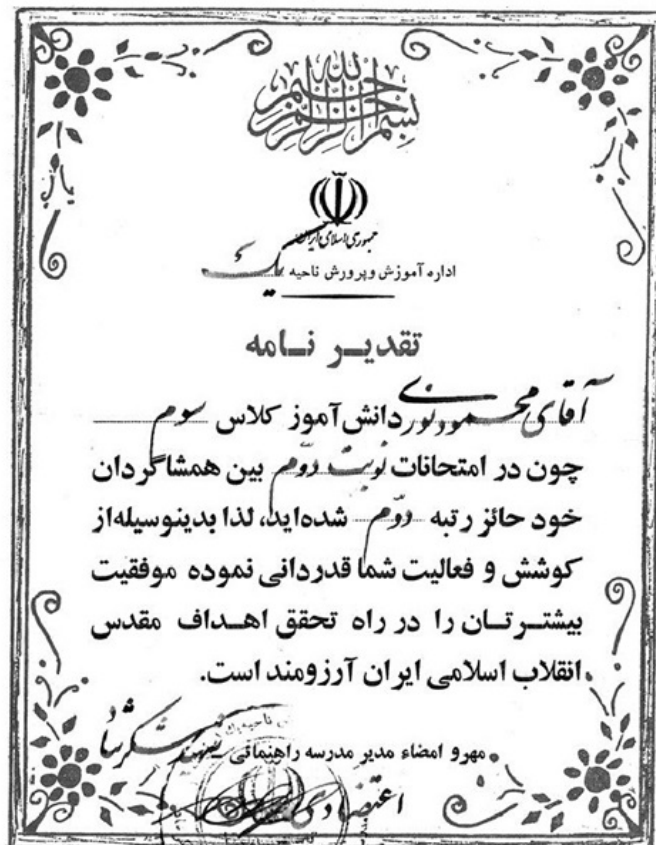 بسم الله الرحمن الرحیم
جمهوری اسلامی ایران
اداره آموزش وپرورش ناحیه یک
تقدیر نامه
آقای محمود نوری دانش‌آموز کلاس سوم
چون در امتحانات نوبت دوّم بین همشاگردان
خود حائز رتبه دوّم شده‌اید، لذا بدینوسیله از
کوشش و فعالیت شما قدردانی نموده موفقیت
بیشترتان را در راه تحقق اهداف مقدس
انقلاب اسلامی ایران آرزومند است.
مهر و امضاء مدیر مدرسه راهنمائی
اعتضادی